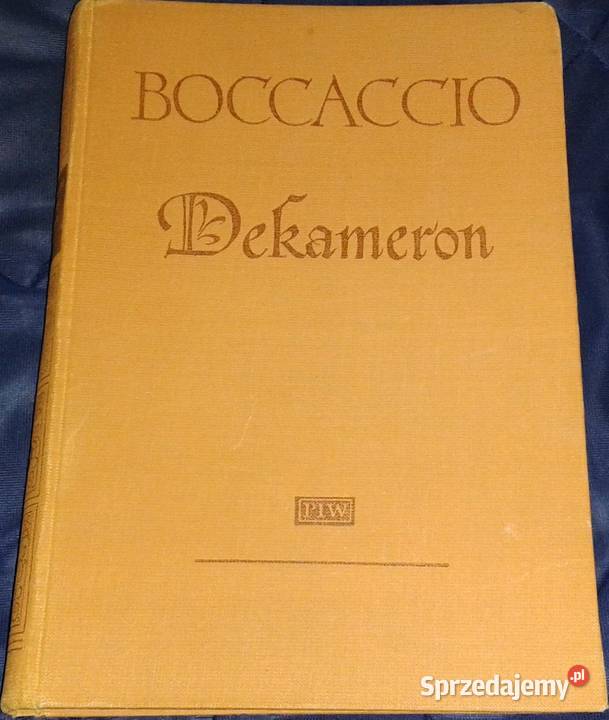 BOCCACCIO
Dekameron
PIW
Sprzedajemy.pl